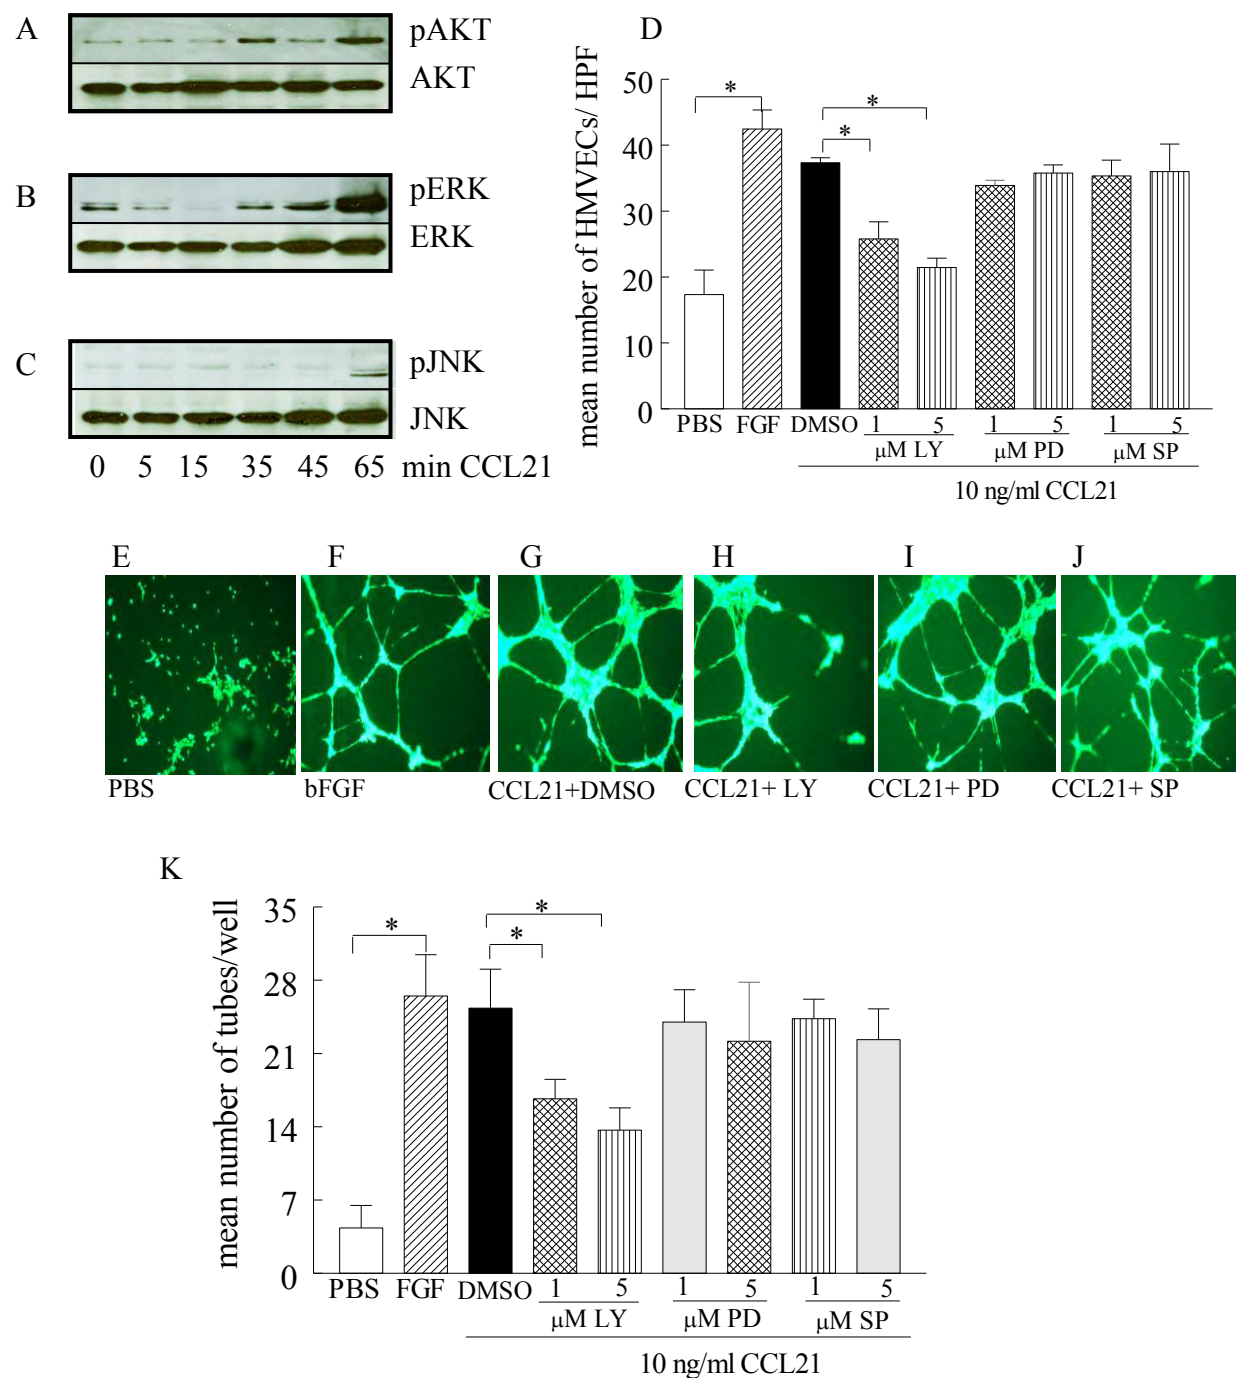 A
pAKT
AKT
B
pERK
ERK
C
pJNK
JNK
0 5 15 35 45 65 min CCL21
D
mean number of HMVECs/ HPF
50
40
30
20
10
0
* * *
PBS FGF DMSO 1 5 1 5 1 5
μM LY μM PD μM SP
10 ng/ml CCL21
E F G H I J
PBS bFGF CCL21+DMSO CCL21+ LY CCL21+ PD CCL21+ SP
K
mean number of tubes/well
35
28
21
14
7
0
* * *
PBS FGF DMSO 1 5 1 5 1 5
μM LY μM PD μM SP
10 ng/ml CCL21